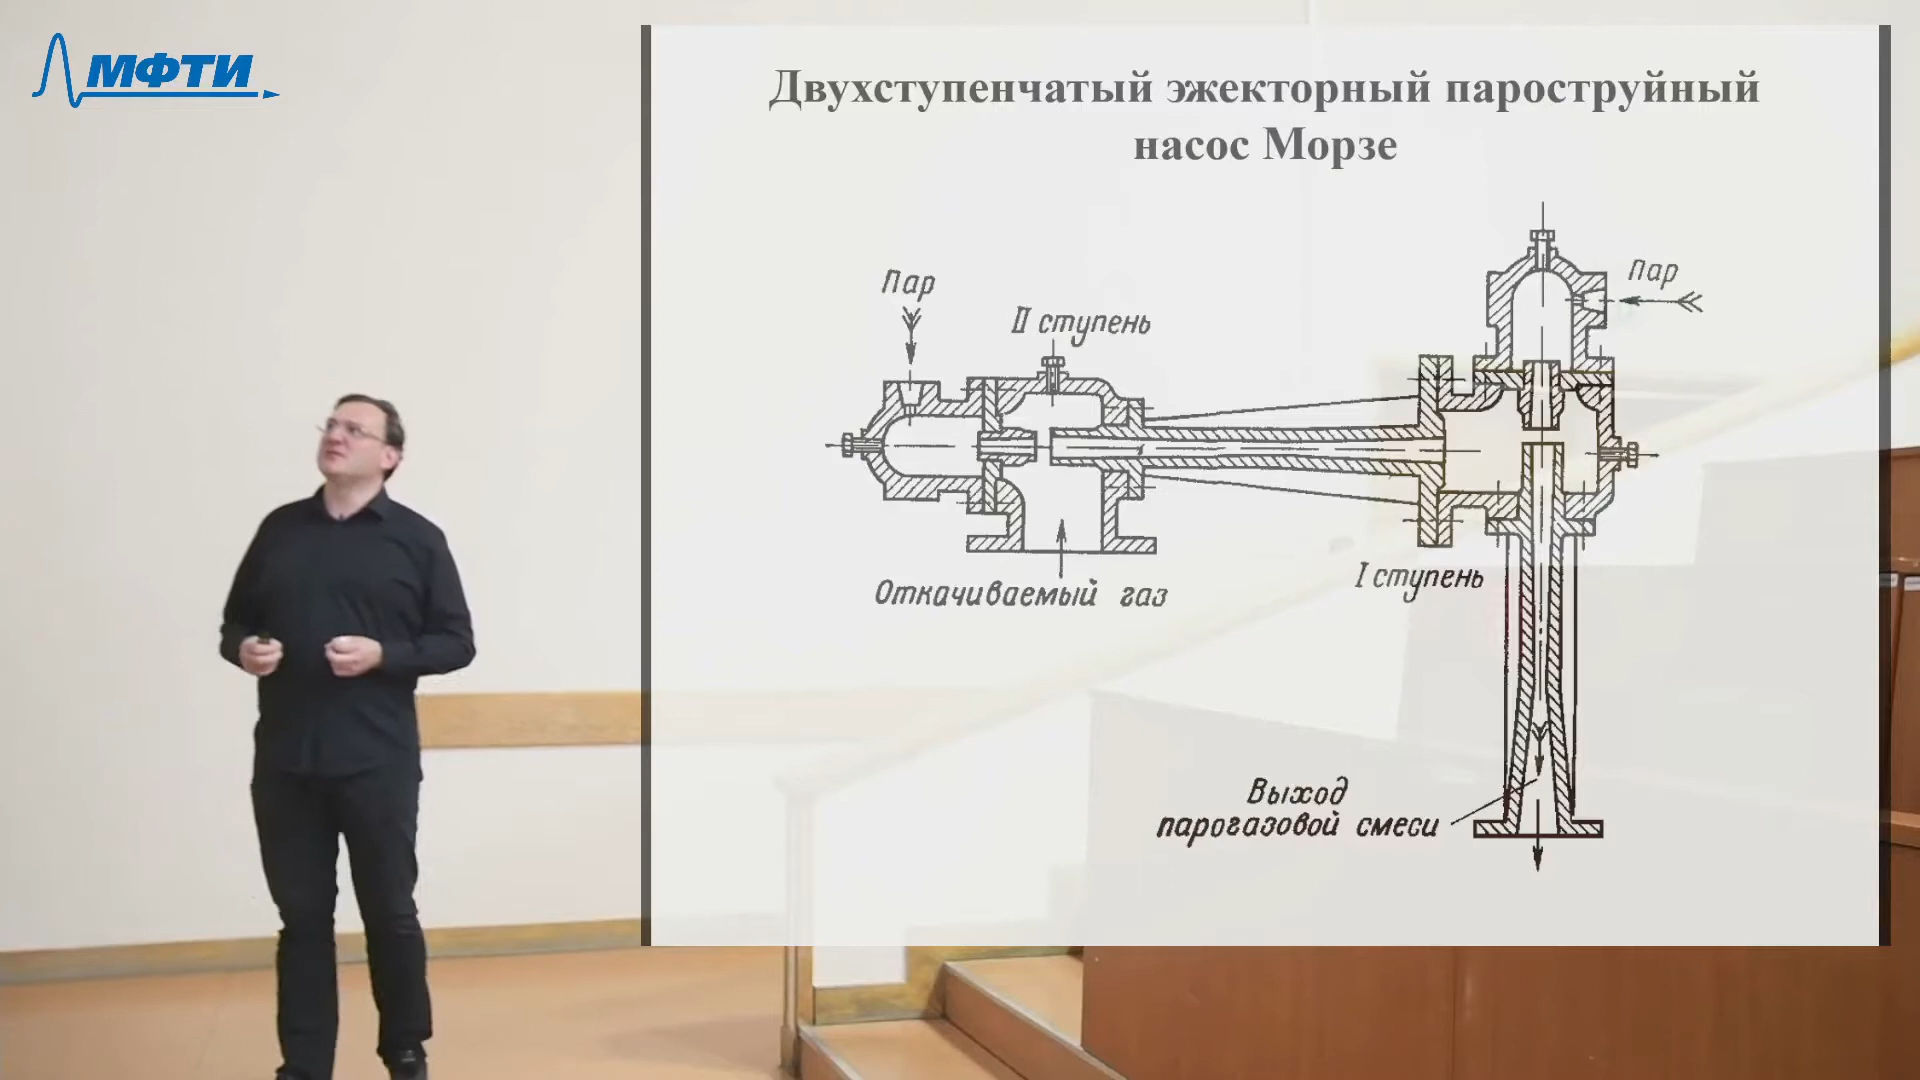 МФТИ
Двухступенчатый эжекторный пароструйный
насос Морзе
Пар
II ступень
Пар
Откачиваемый газ
I ступень
Выход
парогазовой смеси